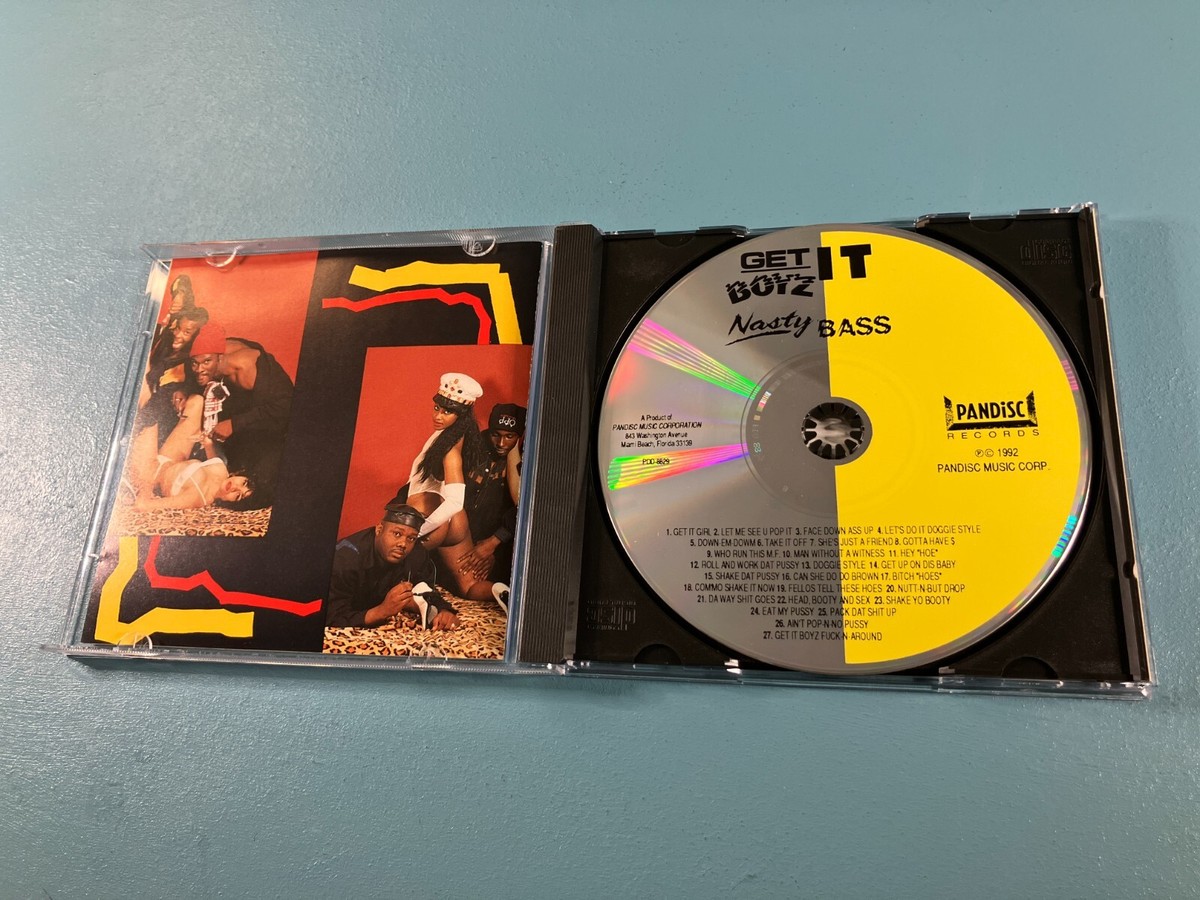 GET IT
BOYZ
Nasty BASS
A Product of
PANDISC MUSIC CORPORATION
843 Washington Avenue
Miami Beach, Florida 33139
PDD-8829
PANDiSC
RECORDS
℗© 1992
PANDISC MUSIC CORP.
1. GET IT GIRL 2. LET ME SEE U POP IT 3. FACE DOWN ASS UP 4. LET'S DO IT DOGGIE STYLE
5. DOWN-EM-DOWN 6. TAKE IT OFF 7. SHE'S JUST A FRIEND 8. GOTTA HAVE $
9. WHO RUN THIS M.F. 10. MAN WITHOUT A WITNESS 11. HEY "HOE"
12. ROLL AND WORK DAT PUSSY 13. DOGGIE STYLE 14. GET UP ON DIS BABY
15. SHAKE DAT PUSSY 16. CAN SHE DO DO BROWN 17. BITCH "HOES"
18. COM'MO SHAKE IT NOW 19. FELLOS TELL THESE HOES 20. NUTT-N-BUT DROP
21. DA WAY SHIT GOES 22. HEAD, BOOTY AND SEX 23. SHAKE YO BOOTY
24. EAT MY PUSSY 25. PACK DAT SHIT UP
26. AIN'T POP-N-NO PUSSY
27. GET IT BOYZ FUCK-N-AROUND
disc